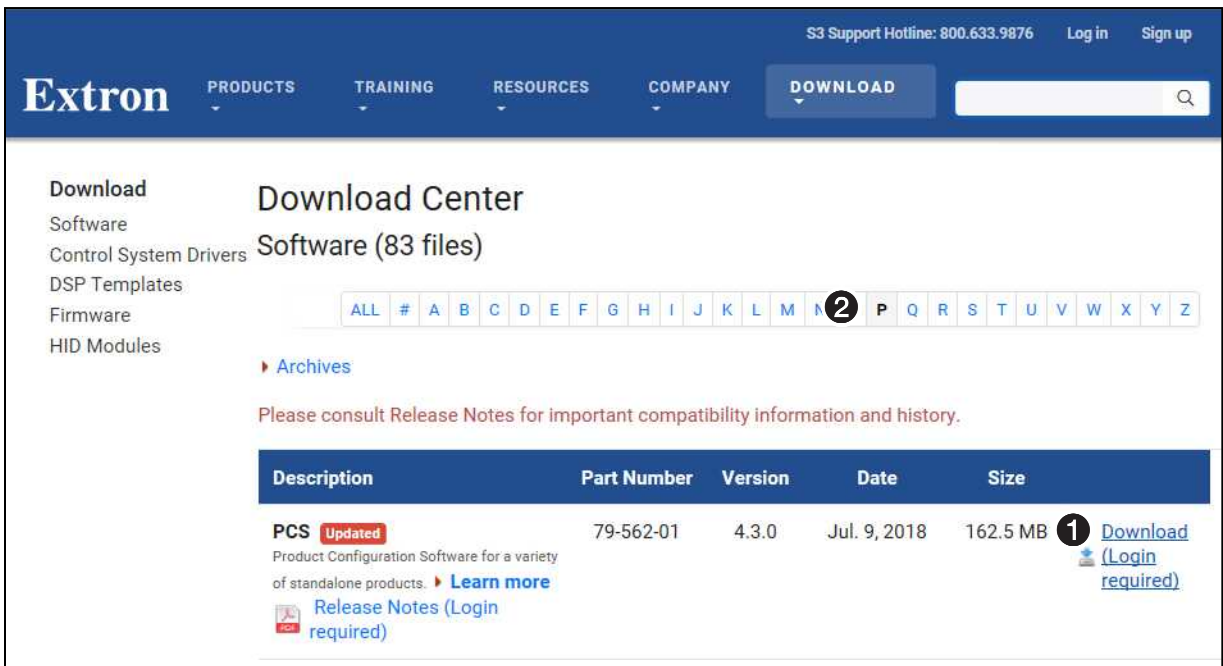 S3 Support Hotline: 800.633.9876 Log in Sign up
Extron PRODUCTS TRAINING RESOURCES COMPANY DOWNLOAD
Download
Software
Control System Drivers
DSP Templates
Firmware
HID Modules
Download Center
Software (83 files)
ALL # A B C D E F G H I J K L M N 2 P Q R S T U V W X Y Z
Archives
Please consult Release Notes for important compatibility information and history.
Description Part Number Version Date Size
PCS Updated 79-562-01 4.3.0 Jul. 9, 2018 162.5 MB 1 Download
(Login
required)
Product Configuration Software for a variety
of standalone products. Learn more
PDF
Release Notes (Login
required)